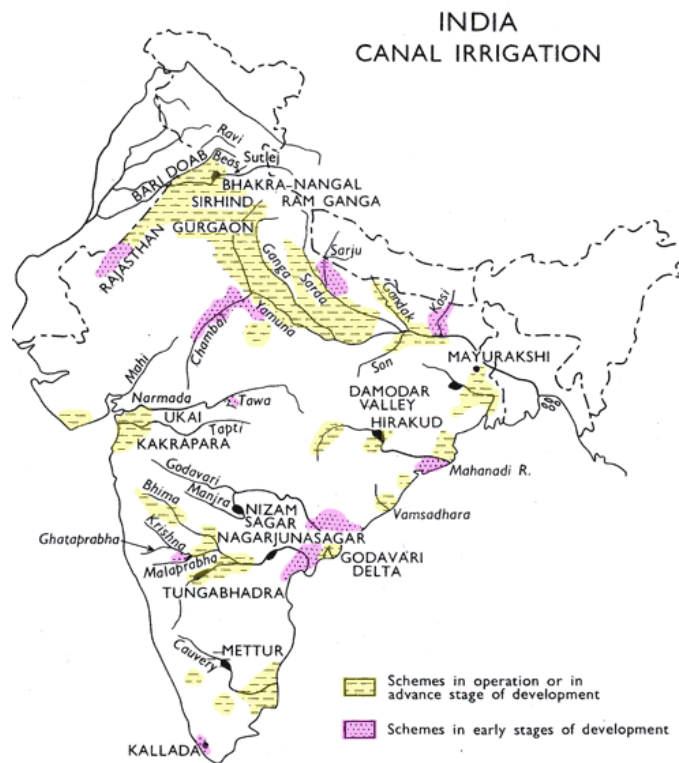 INDIA
CANAL IRRIGATION
Ravi
Beas
Sutlej
BARI DOAB
BHAKRA-NANGAL
SIRHIND
RAM GANGA
GURGAON
RAJASTHAN
Ganga
Sarju
Sarda
Gandak
Kosi
Chambal
Yamuna
Mahi
Son
MAYURAKSHI
Narmada
Tawa
DAMODAR
VALLEY
UKAI
Tapti
HIRAKUD
KAKRAPARA
Mahanadi R.
Godavari
Bhima
Manjra
NIZAM
SAGAR
Vamsadhara
Krishna
NAGARJUNASAGAR
Ghataprabha
Malaprabha
GODAVARI
DELTA
TUNGABHADRA
METTUR
Cauvery
KALLADA
Schemes in operation or in
advance stage of development
Schemes in early stages of development